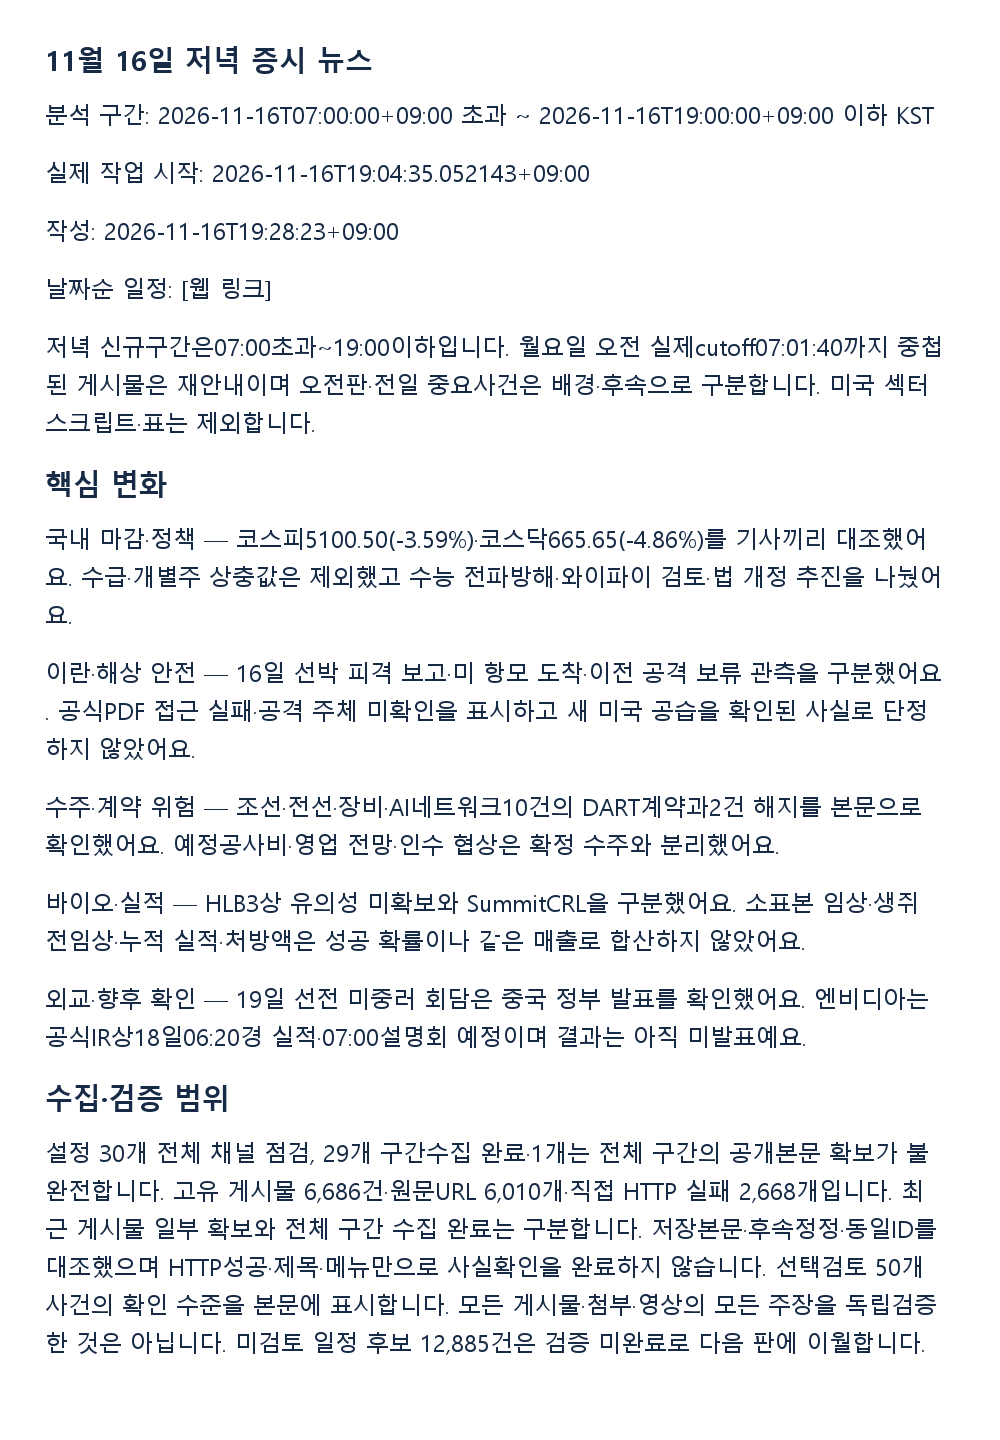 11월 16일 저녁 증시 뉴스
분석 구간: 2026-11-16T07:00:00+09:00 초과 ~ 2026-11-16T19:00:00+09:00 이하 KST
실제 작업 시작: 2026-11-16T19:04:35.052143+09:00
작성: 2026-11-16T19:28:23+09:00
날짜순 일정: [웹 링크]
저녁 신규구간은07:00초과~19:00이하입니다. 월요일 오전 실제cutoff07:01:40까지 중첩
된 게시물은 재안내이며 오전판·전일 중요사건은 배경·후속으로 구분합니다. 미국 섹터
스크립트·표는 제외합니다.
핵심 변화
국내 마감·정책 — 코스피5100.50(-3.59%)·코스닥665.65(-4.86%)를 기사끼리 대조했어
요. 수급·개별주 상충값은 제외했고 수능 전파방해·와이파이 검토·법 개정 추진을 나눴어
요.
이란·해상 안전 — 16일 선박 피격 보고·미 항모 도착·이전 공격 보류 관측을 구분했어요
. 공식PDF 접근 실패·공격 주체 미확인을 표시하고 새 미국 공습을 확인된 사실로 단정
하지 않았어요.
수주·계약 위험 — 조선·전선·장비·AI네트워크10건의 DART계약과2건 해지를 본문으로
확인했어요. 예정공사비·영업 전망·인수 협상은 확정 수주와 분리했어요.
바이오·실적 — HLB3상 유의성 미확보와 SummitCRL을 구분했어요. 소표본 임상·생쥐
전임상·누적 실적·처방액은 성공 확률이나 같은 매출로 합산하지 않았어요.
외교·향후 확인 — 19일 선전 미중러 회담은 중국 정부 발표를 확인했어요. 엔비디아는
공식IR상18일06:20경 실적·07:00설명회 예정이며 결과는 아직 미발표예요.
수집·검증 범위
설정 30개 전체 채널 점검, 29개 구간수집 완료·1개는 전체 구간의 공개본문 확보가 불
완전합니다. 고유 게시물 6,686건·원문URL 6,010개·직접 HTTP 실패 2,668개입니다. 최
근 게시물 일부 확보와 전체 구간 수집 완료는 구분합니다. 저장본문·후속정정·동일ID를
대조했으며 HTTP성공·제목·메뉴만으로 사실확인을 완료하지 않습니다. 선택검토 50개
사건의 확인 수준을 본문에 표시합니다. 모든 게시물·첨부·영상의 모든 주장을 독립검증
한 것은 아닙니다. 미검토 일정 후보 12,885건은 검증 미완료로 다음 판에 이월합니다.